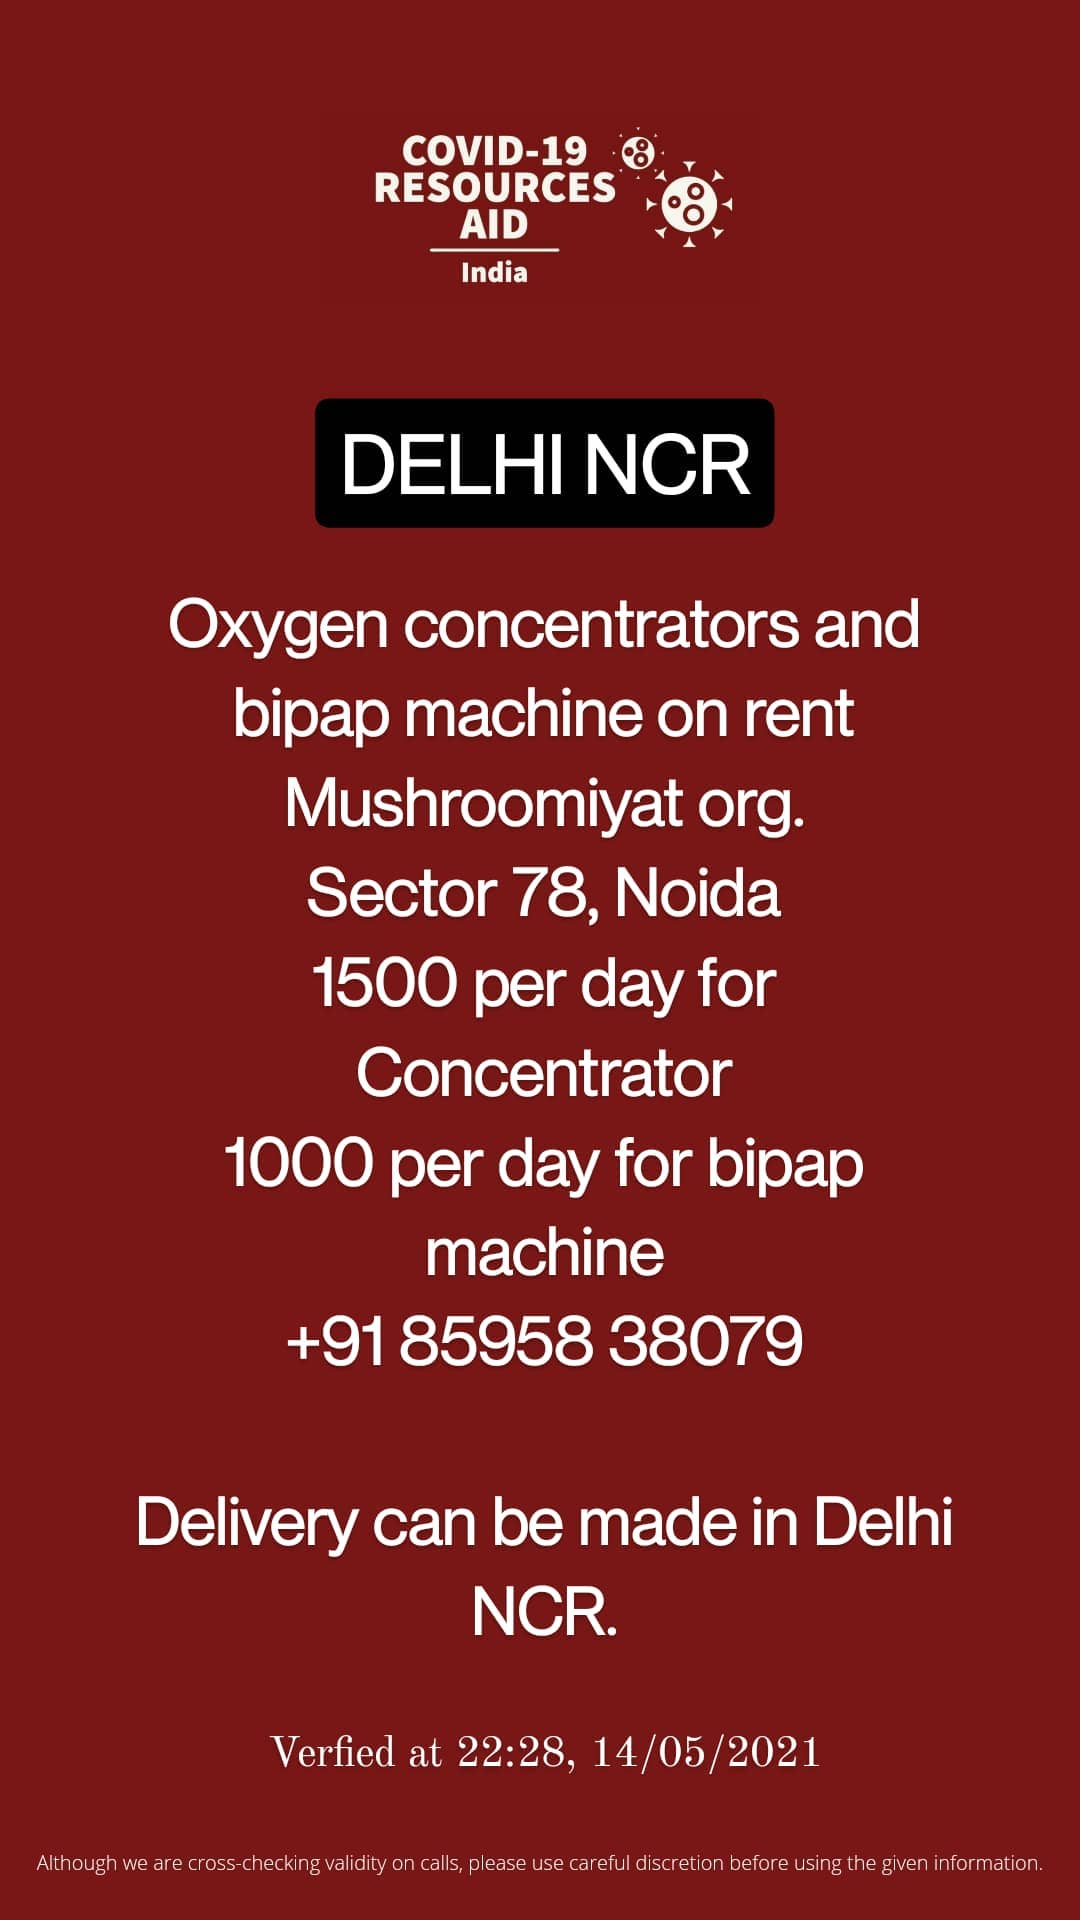 COVID-19
RESOURCES
AID
India
DELHI NCR
Oxygen concentrators and
bipap machine on rent
Mushroomiyat org.
Sector 78, Noida
1500 per day for
Concentrator
1000 per day for bipap
machine
+91 85958 38079
Delivery can be made in Delhi
NCR.
Verfied at 22:28, 14/05/2021
Although we are cross-checking validity on calls, please use careful discretion before using the given information.